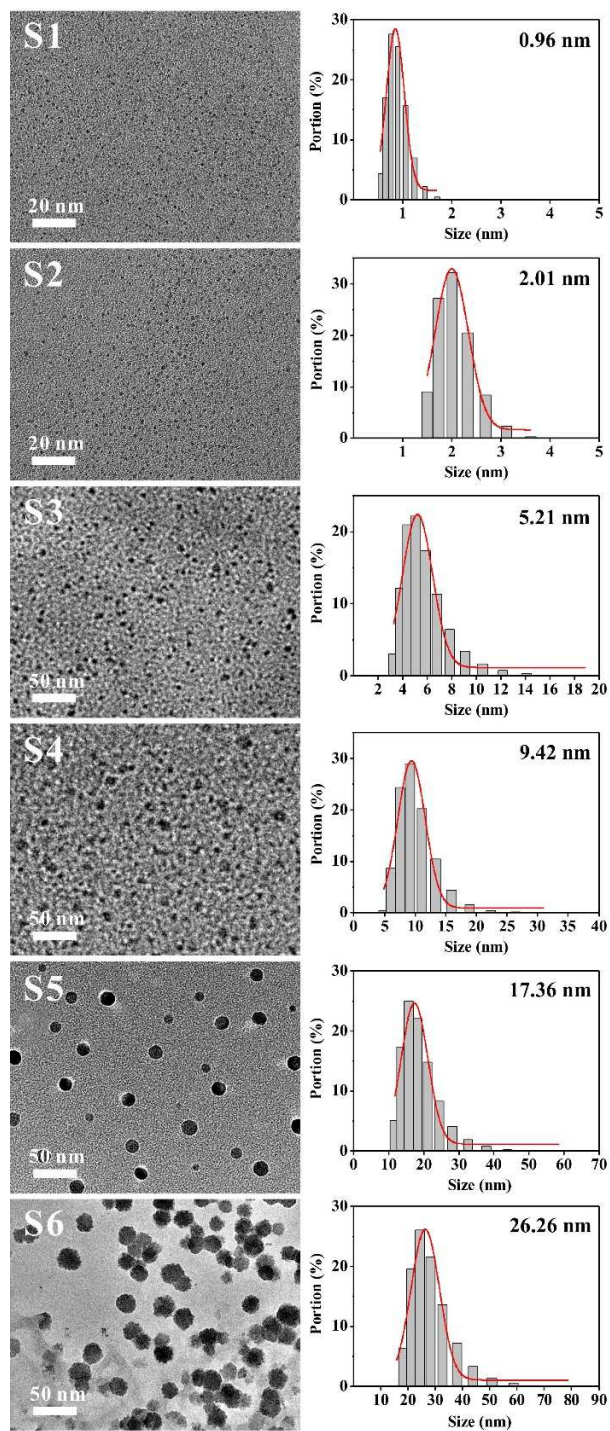 S1
20 nm
30
20
10
0
Portion (%)
0.96 nm
1 2 3 4 5
Size (nm)
S2
20 nm
30
20
10
0
Portion (%)
2.01 nm
1 2 3 4 5
Size (nm)
S3
50 nm
20
10
0
Portion (%)
5.21 nm
2 4 6 8 10 12 14 16 18 20
Size (nm)
S4
50 nm
30
20
10
0
Portion (%)
9.42 nm
0 5 10 15 20 25 30 35 40
Size (nm)
S5
50 nm
30
20
10
0
Portion (%)
17.36 nm
0 10 20 30 40 50 60 70
Size (nm)
S6
50 nm
30
20
10
0
Portion (%)
26.26 nm
10 20 30 40 50 60 70 80 90
Size (nm)